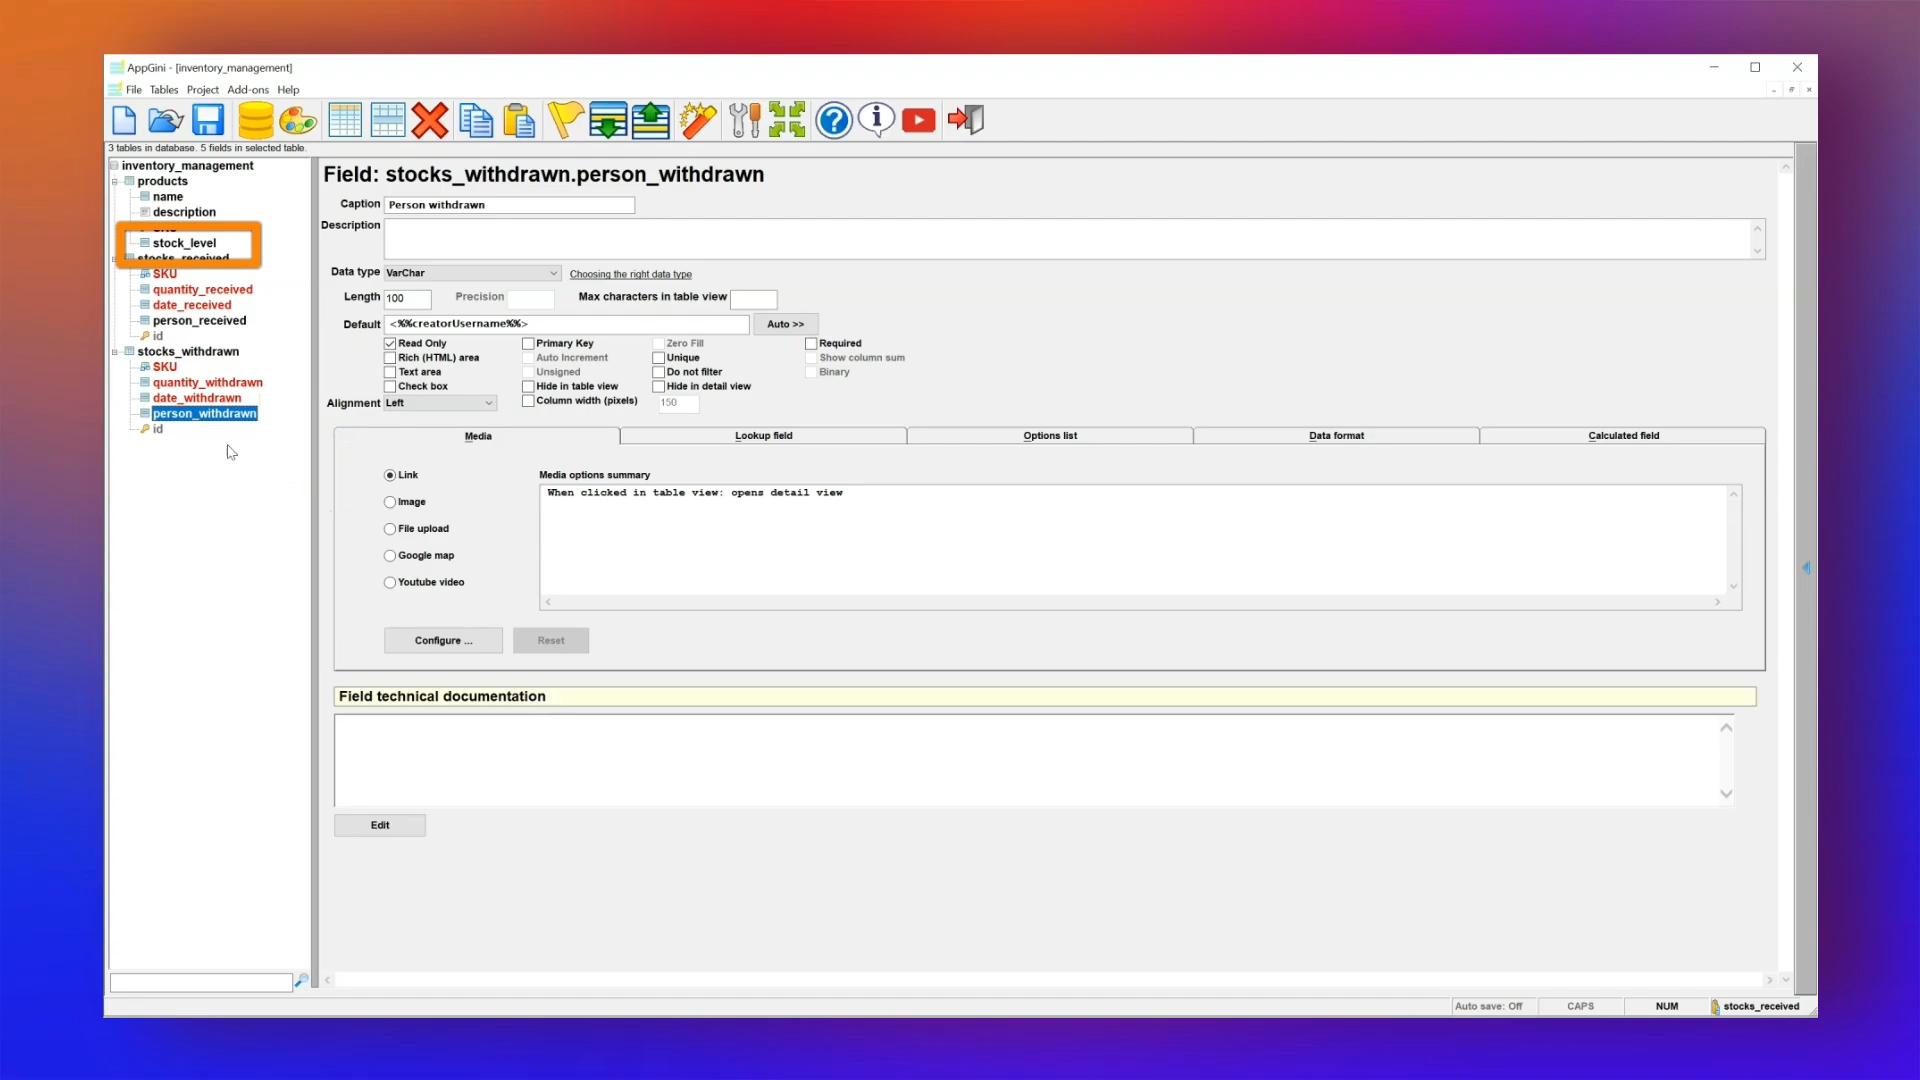 AppGini - [inventory_management]
File Tables Project Add-ons Help
3 tables in database. 5 fields in selected table.
inventory_management
products
name
description
SKU
stock_level
stocks_received
SKU
quantity_received
date_received
person_received
id
stocks_withdrawn
SKU
quantity_withdrawn
date_withdrawn
person_withdrawn
id
Field: stocks_withdrawn.person_withdrawn
Caption Person withdrawn
Description
Data type VarChar Choosing the right data type
Length 100 Precision Max characters in table view
Default <%%creatorUsername%%> Auto >>
Read Only Primary Key Zero Fill Required
Rich (HTML) area Auto Increment Unique Show column sum
Text area Unsigned Do not filter Binary
Check box Hide in table view Hide in detail view
Alignment Left Column width (pixels) 150
Media Lookup field Options list Data format Calculated field
Link
Image
File upload
Google map
Youtube video
Media options summary
When clicked in table view: opens detail view
Configure ... Reset
Field technical documentation
Edit
Auto save: Off CAPS NUM stocks_received